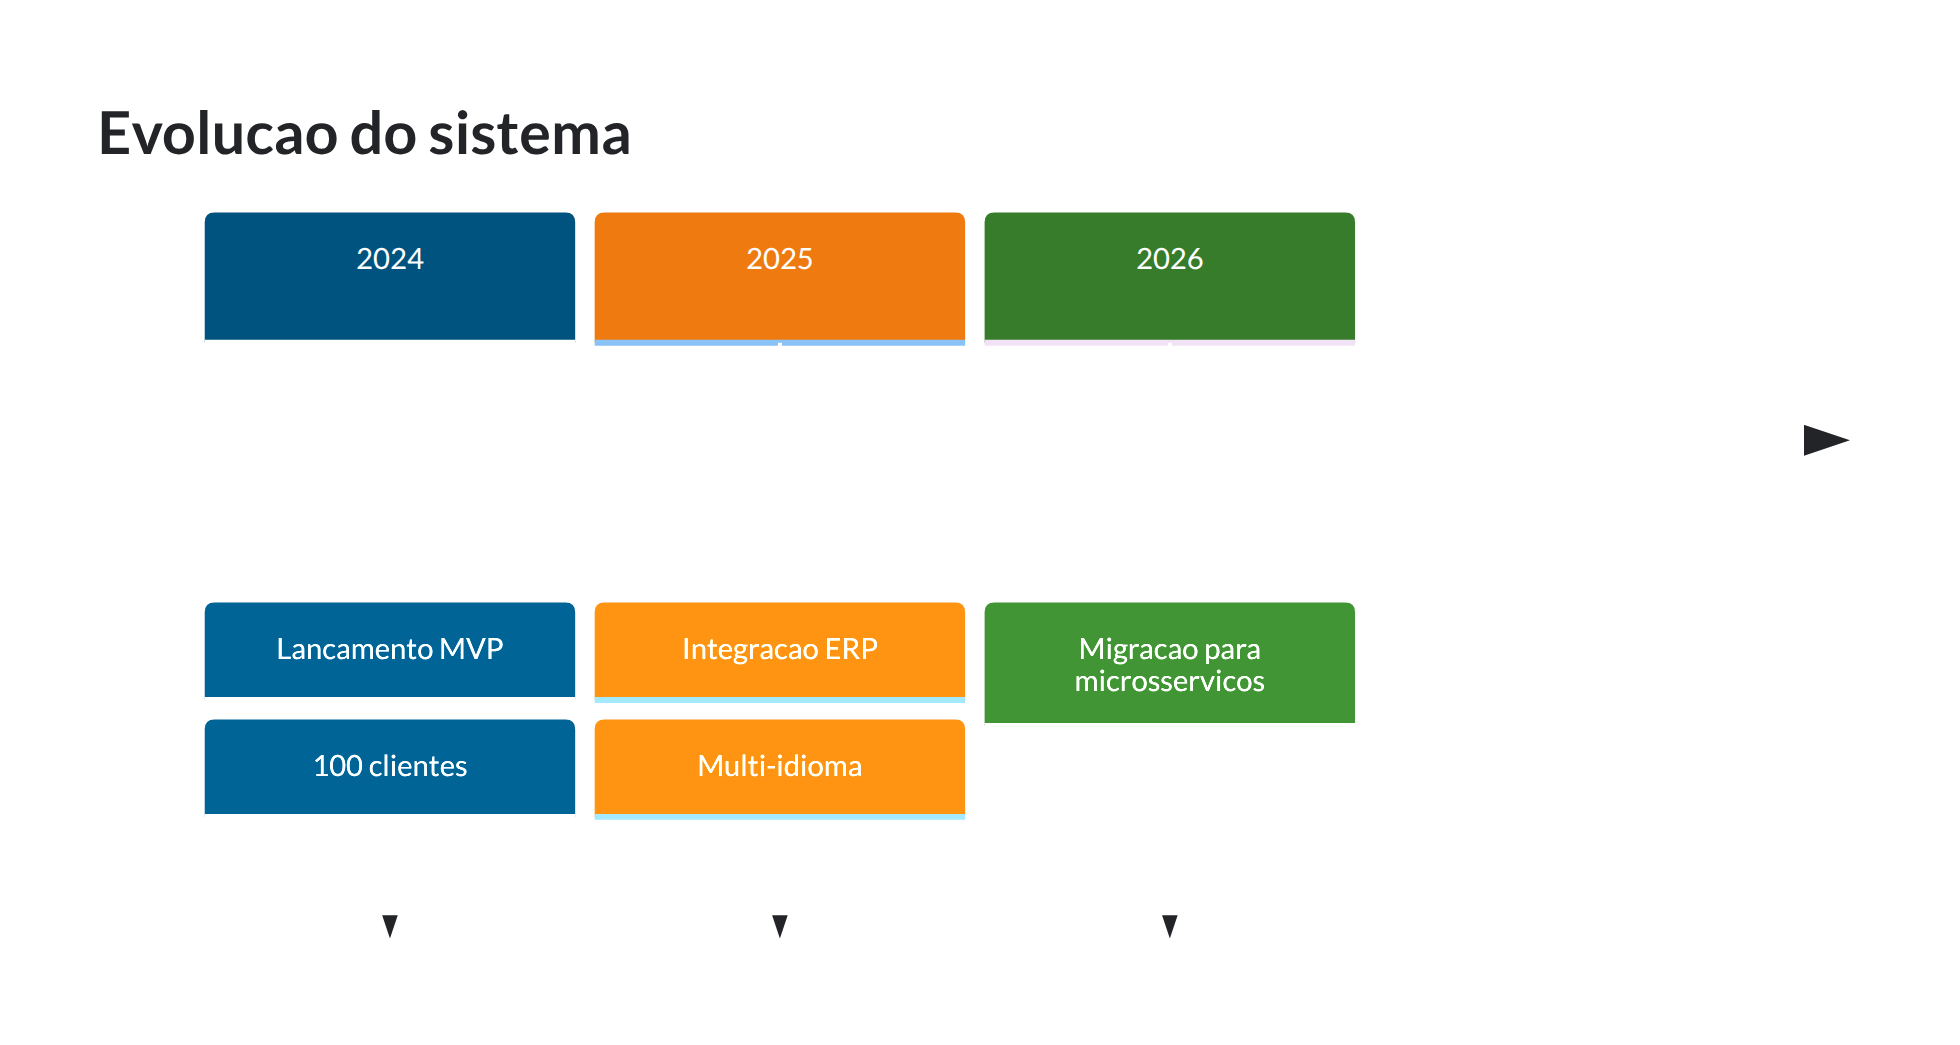 Evolucao do sistema
2024
2025
2026
Lancamento MVP
Integracao ERP
Migracao para
microsservicos
100 clientes
Multi-idioma